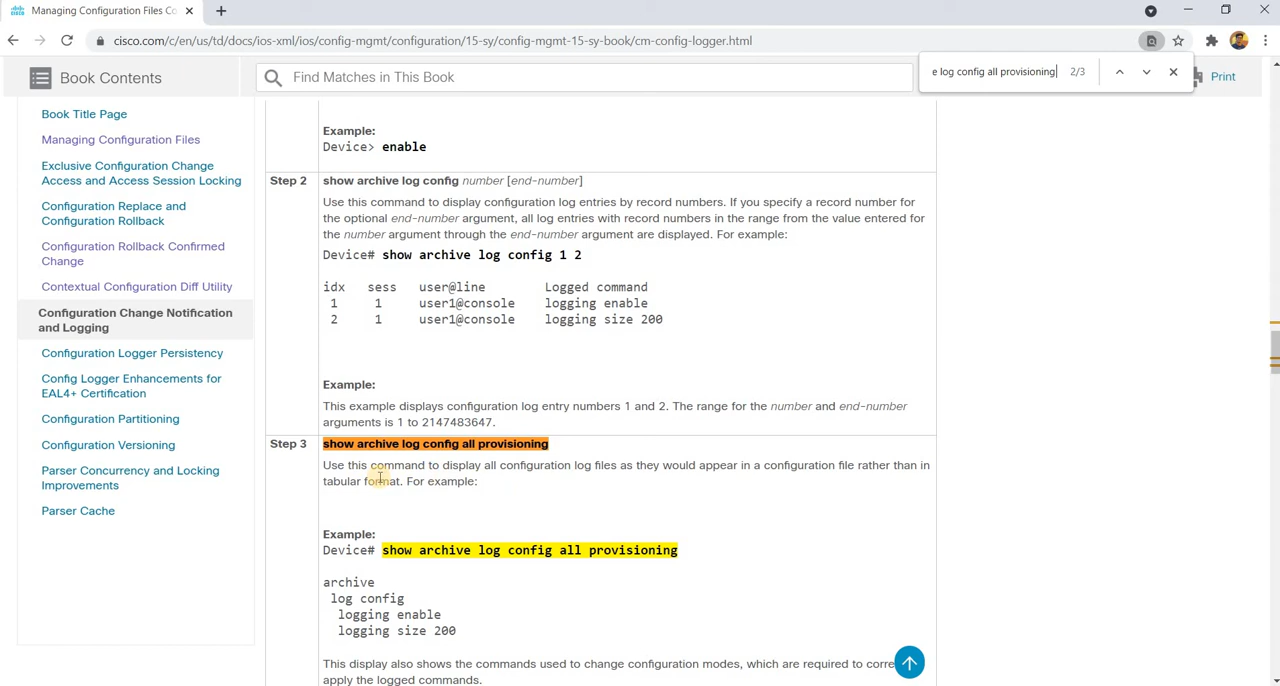 Managing Configuration Files Co
cisco.com/c/en/us/td/docs/ios-xml/ios/config-mgmt/configuration/15-sy/config-mgmt-15-sy-book/cm-config-logger.html
e log config all provisioning 2/3
Book Contents
Find Matches in This Book
Print
Book Title Page
Managing Configuration Files
Exclusive Configuration Change
Access and Access Session Locking
Configuration Replace and
Configuration Rollback
Configuration Rollback Confirmed
Change
Contextual Configuration Diff Utility
Configuration Change Notification
and Logging
Configuration Logger Persistency
Config Logger Enhancements for
EAL4+ Certification
Configuration Partitioning
Configuration Versioning
Parser Concurrency and Locking
Improvements
Parser Cache
Example:
Device> enable
Step 2 show archive log config number [end-number]
Use this command to display configuration log entries by record numbers. If you specify a record number for
the optional end-number argument, all log entries with record numbers in the range from the value entered for
the number argument through the end-number argument are displayed. For example:
Device# show archive log config 1 2
idx sess user@line Logged command
1 1 user1@console logging enable
2 1 user1@console logging size 200
Example:
This example displays configuration log entry numbers 1 and 2. The range for the number and end-number
arguments is 1 to 2147483647.
Step 3 show archive log config all provisioning
Use this command to display all configuration log files as they would appear in a configuration file rather than in
tabular format. For example:
Example:
Device# show archive log config all provisioning
archive
log config
logging enable
logging size 200
This display also shows the commands used to change configuration modes, which are required to corre
apply the logged commands.